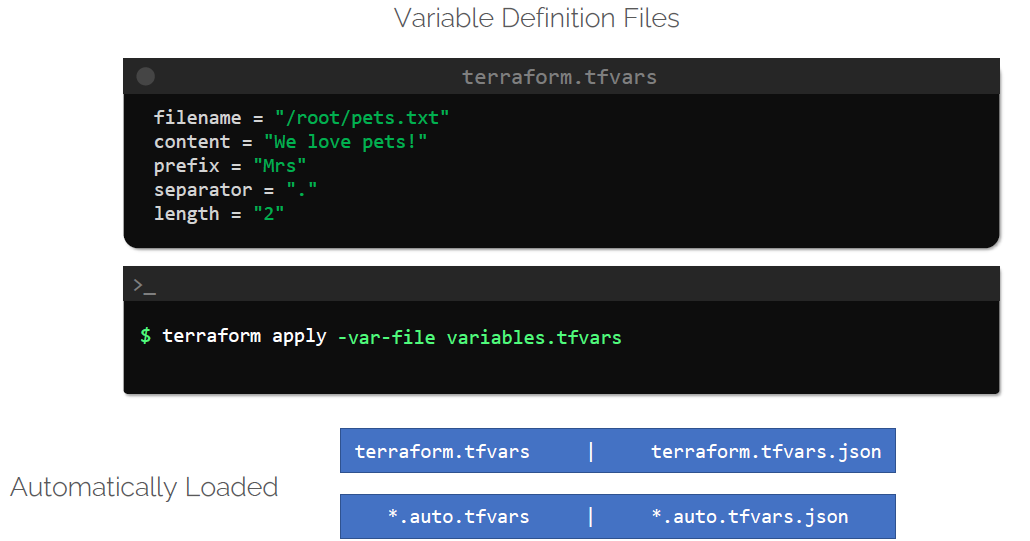 Variable Definition Files
terraform.tfvars
filename = "/root/pets.txt"
content = "We love pets!"
prefix = "Mrs"
separator = "."
length = "2"
>_
$ terraform apply -var-file variables.tfvars
terraform.tfvars | terraform.tfvars.json
Automatically Loaded
*.auto.tfvars | *.auto.tfvars.json